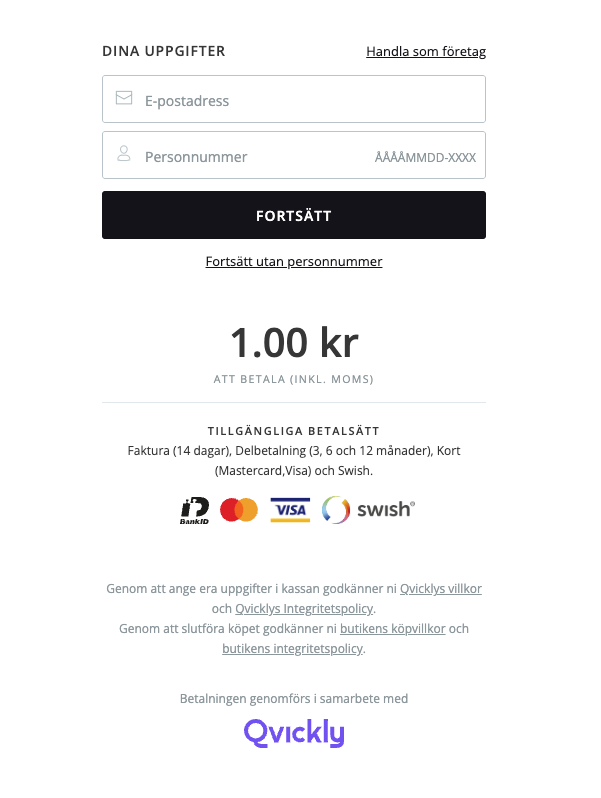 DINA UPPGIFTER
Handla som företag
E-postadress
Personnummer
ÅÅÅÅMMDD-XXXX
FORTSÄTT
Fortsätt utan personnummer
1.00 kr
ATT BETALA (INKL. MOMS)
TILLGÄNGLIGA BETALSÄTT
Faktura (14 dagar), Delbetalning (3, 6 och 12 månader), Kort
(Mastercard,Visa) och Swish.
BankID
VISA
swish®
Genom att ange era uppgifter i kassan godkänner ni Qvicklys villkor
och Qvicklys Integritetspolicy.
Genom att slutföra köpet godkänner ni butikens köpvillkor och
butikens integritetspolicy.
Betalningen genomförs i samarbete med
Qvickly